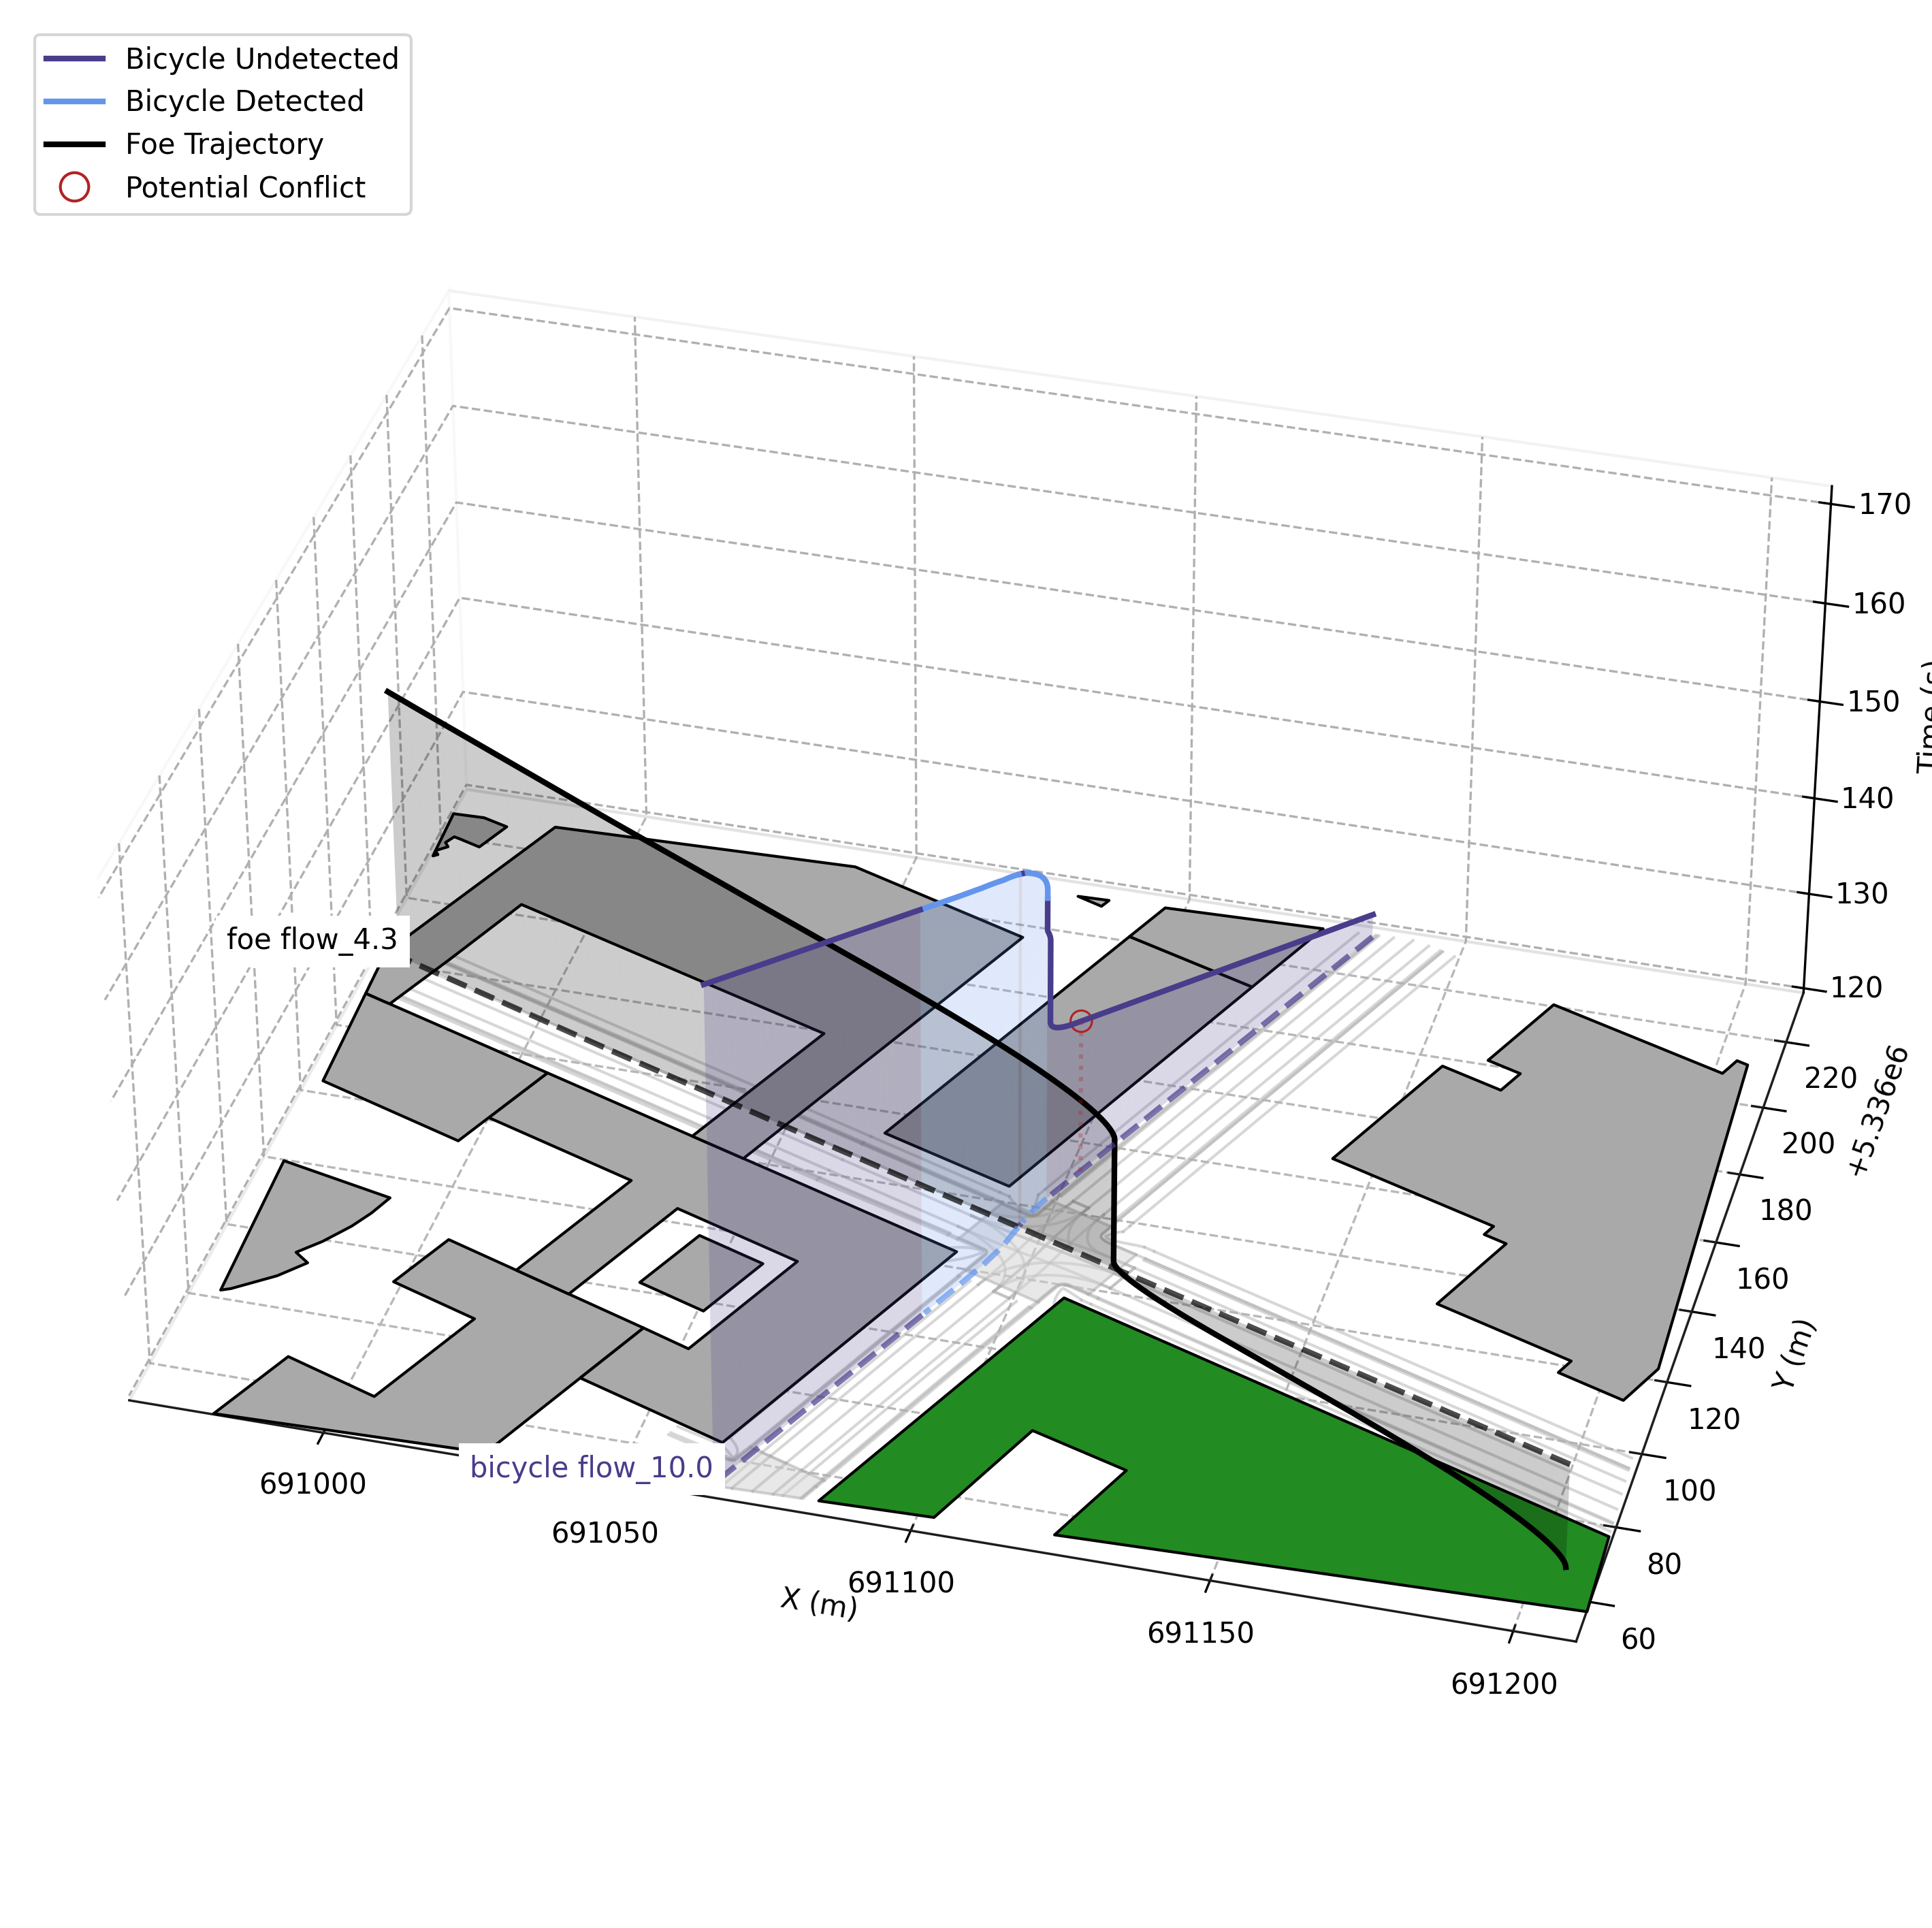 Bicycle Undetected
Bicycle Detected
Foe Trajectory
Potential Conflict
170
160
150
140
130
120
Time (s)
foe flow_4.3
bicycle flow_10.0
691000
691050
691100
691150
691200
X (m)
60
80
100
120
140
160
180
200
220
Y (m)
+5.336e6